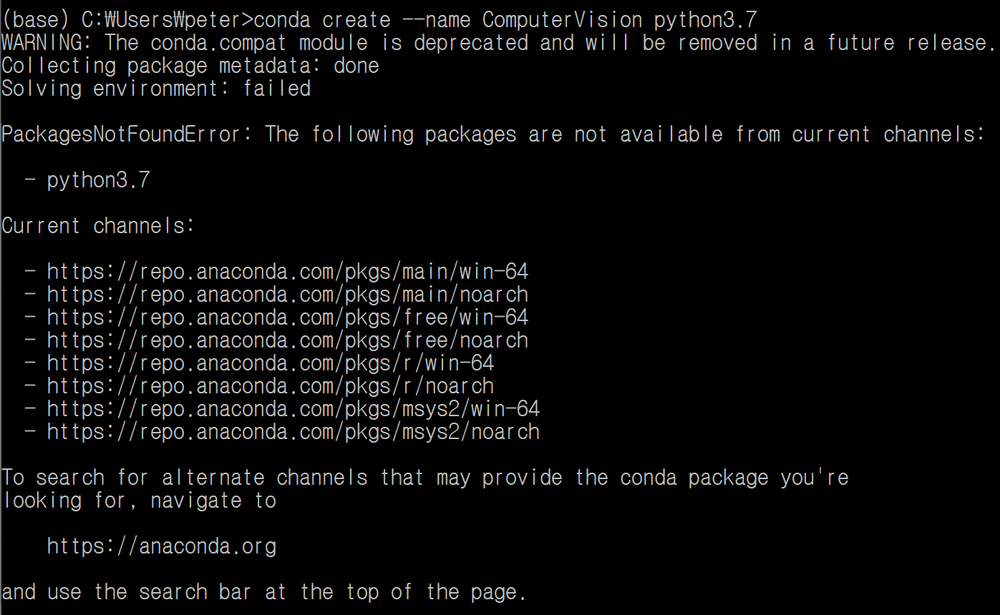 (base) C:₩Users₩peter>conda create --name ComputerVision python3.7
WARNING: The conda.compat module is deprecated and will be removed in a future release.
Collecting package metadata: done
Solving environment: failed
PackagesNotFoundError: The following packages are not available from current channels:
- python3.7
Current channels:
- https://repo.anaconda.com/pkgs/main/win-64
- https://repo.anaconda.com/pkgs/main/noarch
- https://repo.anaconda.com/pkgs/free/win-64
- https://repo.anaconda.com/pkgs/free/noarch
- https://repo.anaconda.com/pkgs/r/win-64
- https://repo.anaconda.com/pkgs/r/noarch
- https://repo.anaconda.com/pkgs/msys2/win-64
- https://repo.anaconda.com/pkgs/msys2/noarch
To search for alternate channels that may provide the conda package you're
looking for, navigate to
https://anaconda.org
and use the search bar at the top of the page.